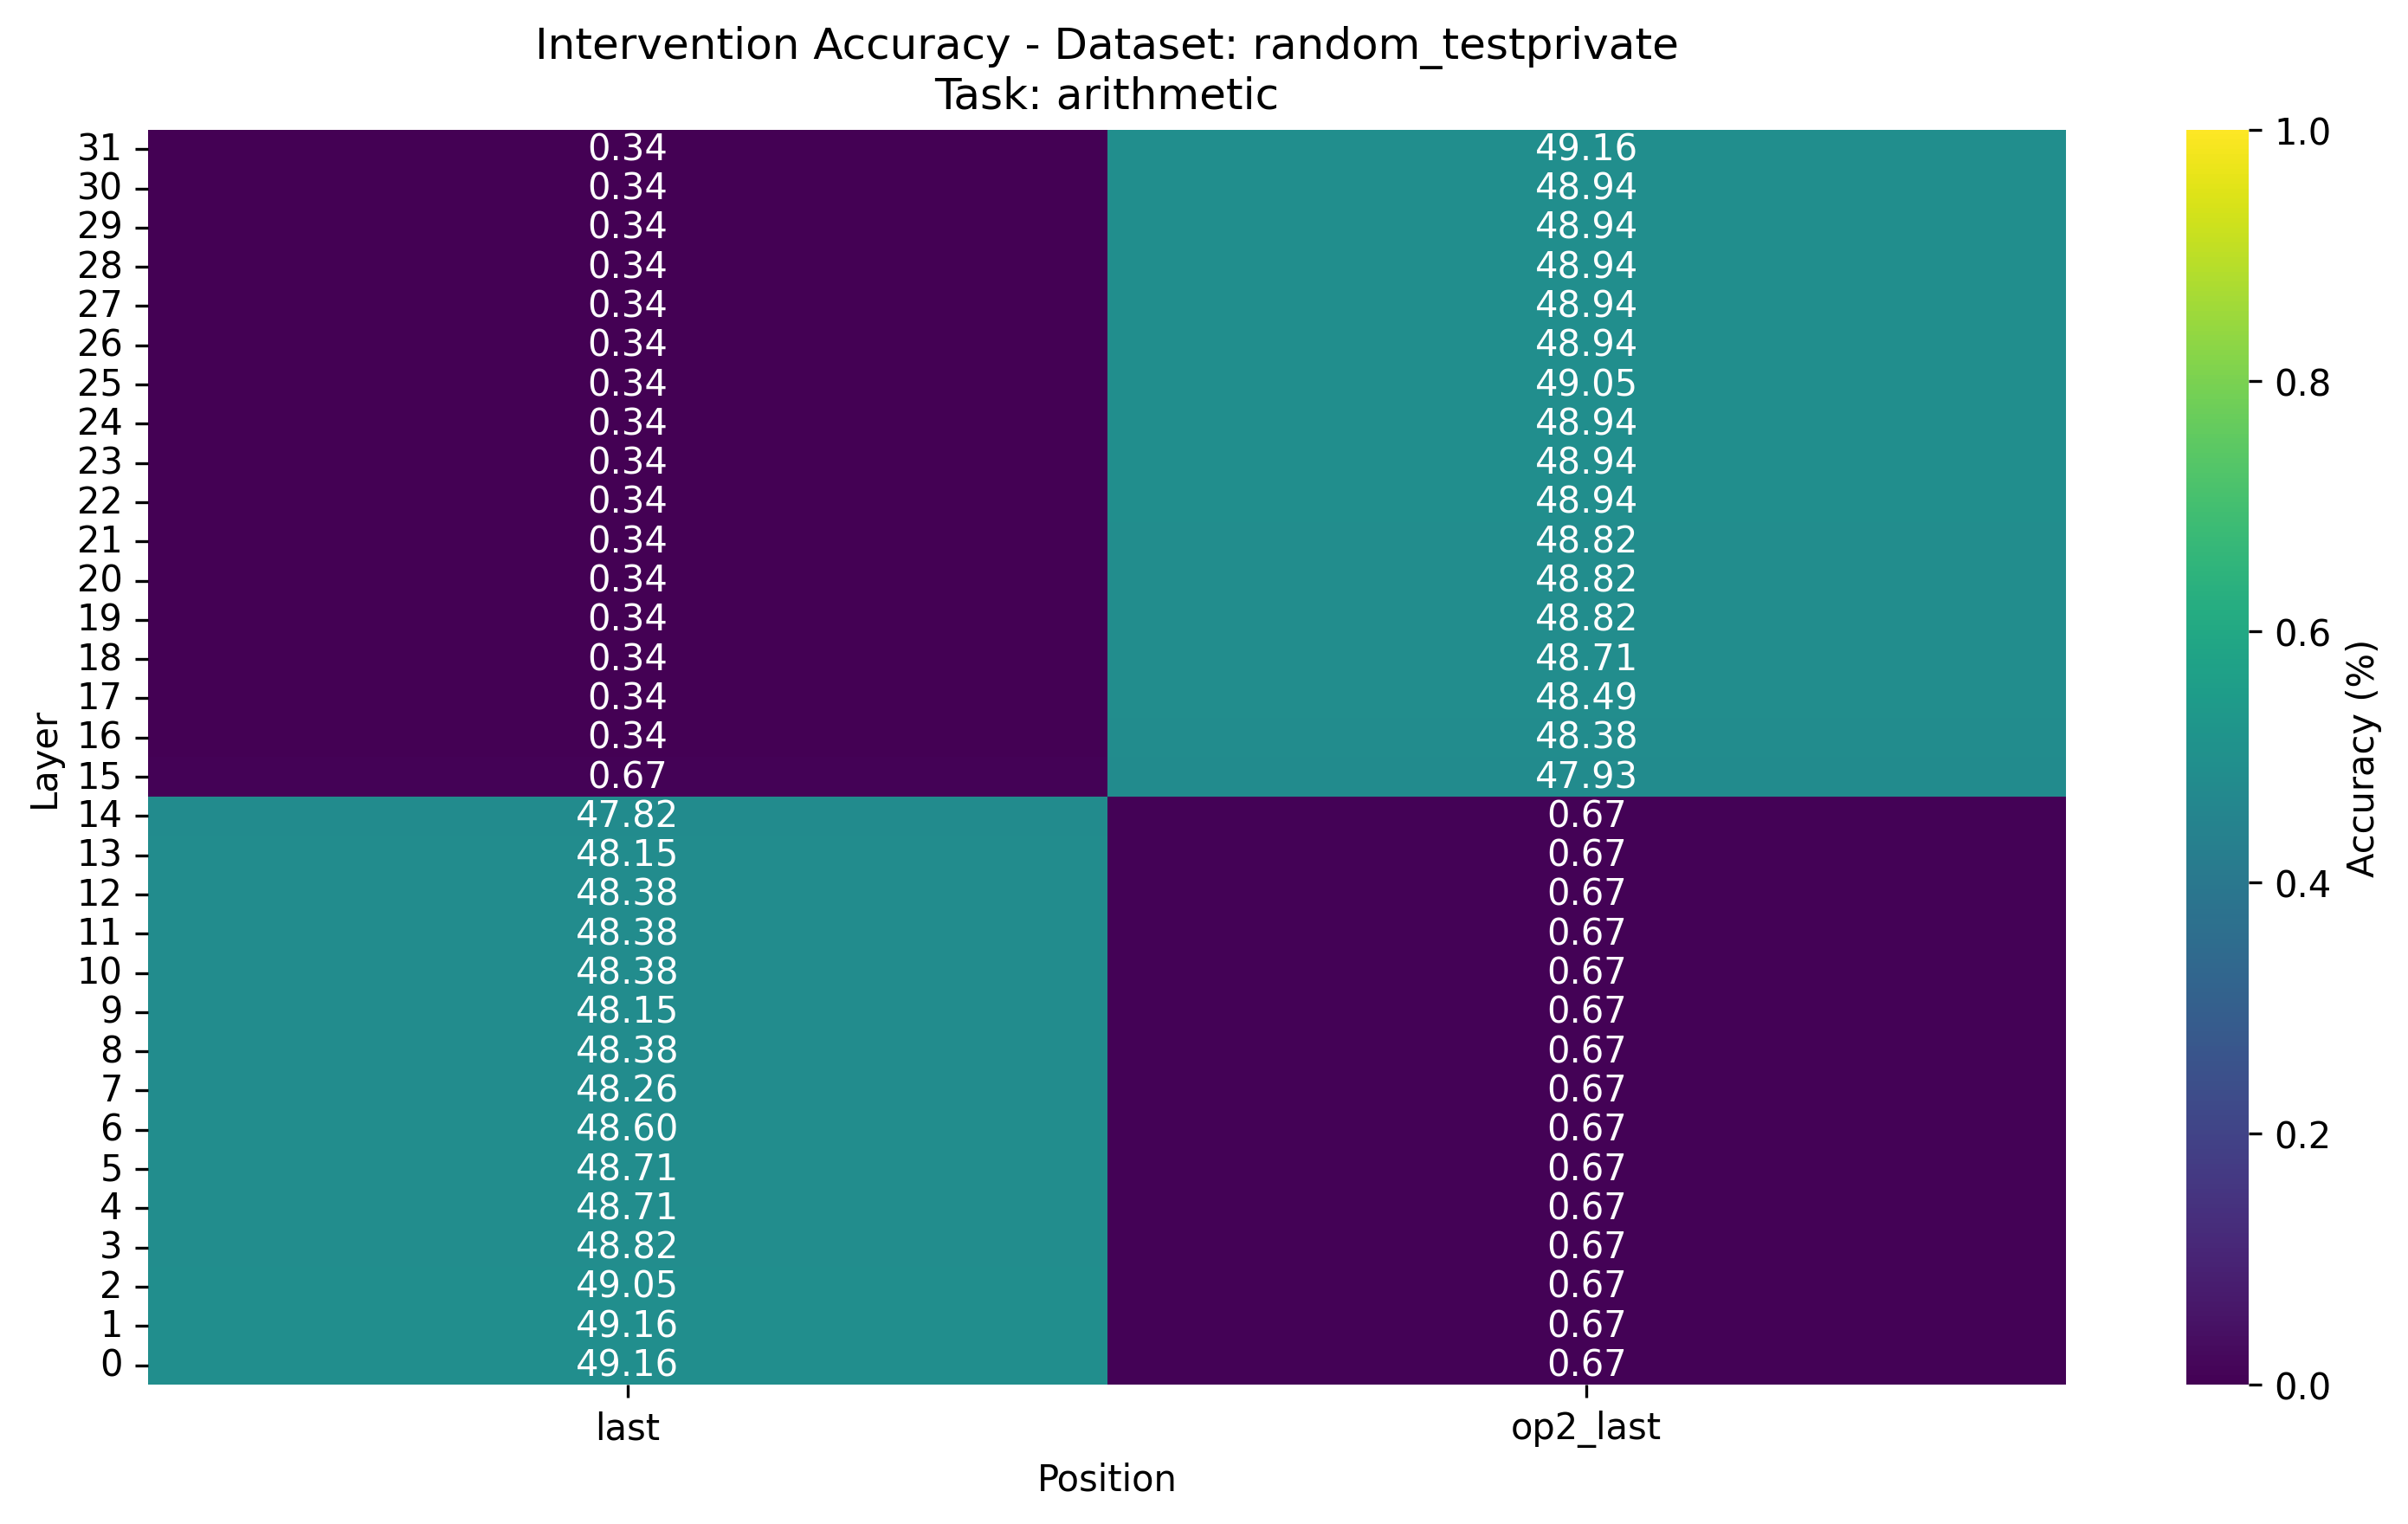 Intervention Accuracy - Dataset: random_testprivate
Task: arithmetic
31 0.34 49.16
30 0.34 48.94
29 0.34 48.94
28 0.34 48.94
27 0.34 48.94
26 0.34 48.94
25 0.34 49.05
24 0.34 48.94
23 0.34 48.94
22 0.34 48.94
21 0.34 48.82
20 0.34 48.82
19 0.34 48.82
18 0.34 48.71
17 0.34 48.49
16 0.34 48.38
15 0.67 47.93
14 47.82 0.67
13 48.15 0.67
12 48.38 0.67
11 48.38 0.67
10 48.38 0.67
9 48.15 0.67
8 48.38 0.67
7 48.26 0.67
6 48.60 0.67
5 48.71 0.67
4 48.71 0.67
3 48.82 0.67
2 49.05 0.67
1 49.16 0.67
0 49.16 0.67
Layer
last op2_last
Position
1.0
0.8
0.6
0.4
0.2
0.0
Accuracy (%)